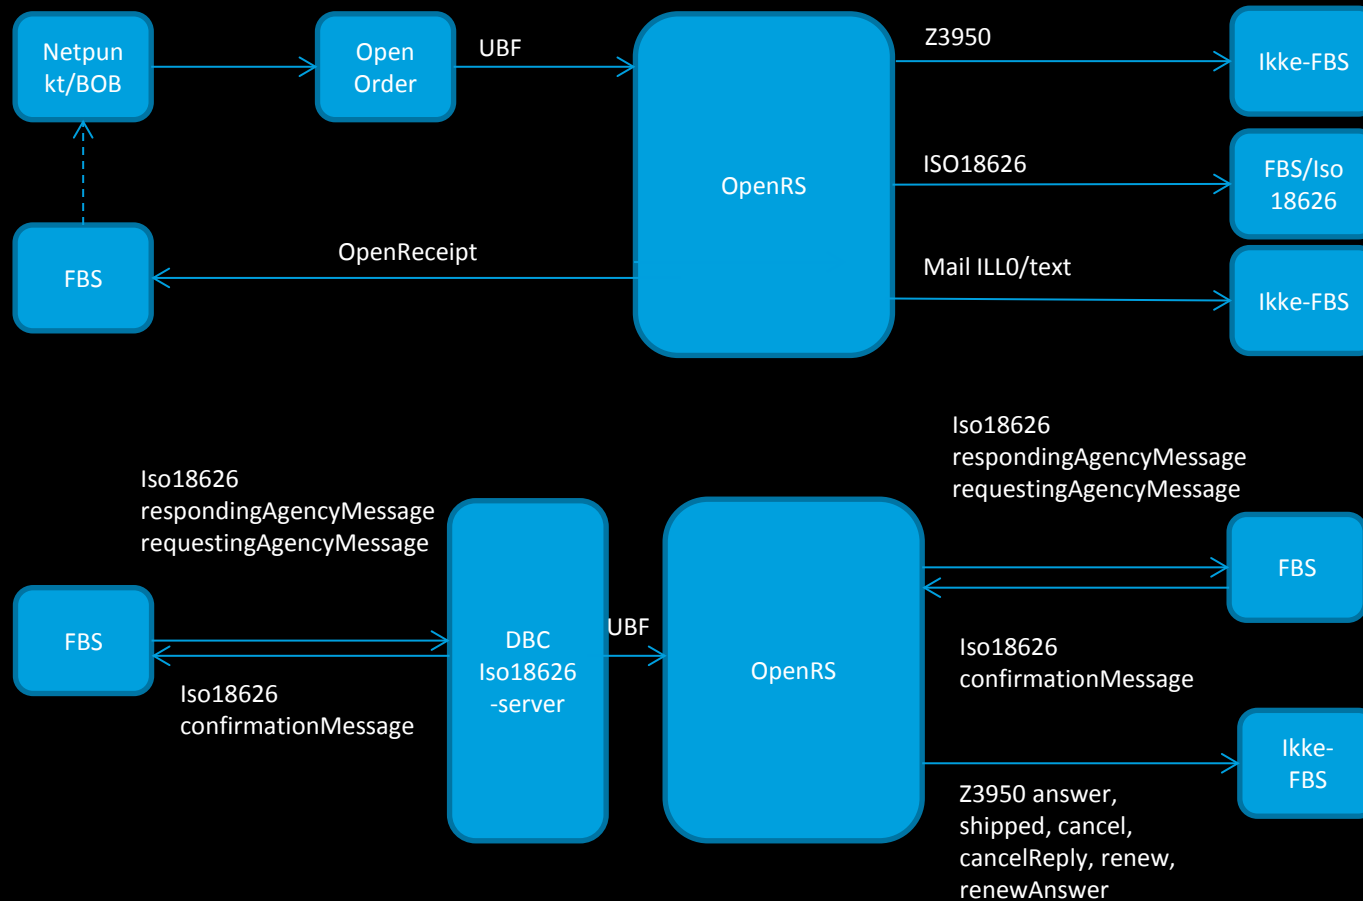 Netpun
kt/BOB
Open
Order
UBF
OpenRS
Z3950
Ikke-FBS
ISO18626
FBS/Iso
18626
Mail ILL0/text
Ikke-FBS
OpenReceipt
FBS
Iso18626
respondingAgencyMessage
requestingAgencyMessage
FBS
Iso18626
confirmationMessage
DBC
Iso18626
-server
UBF
OpenRS
Iso18626
respondingAgencyMessage
requestingAgencyMessage
FBS
Iso18626
confirmationMessage
Ikke-
FBS
Z3950 answer,
shipped, cancel,
cancelReply, renew,
renewAnswer